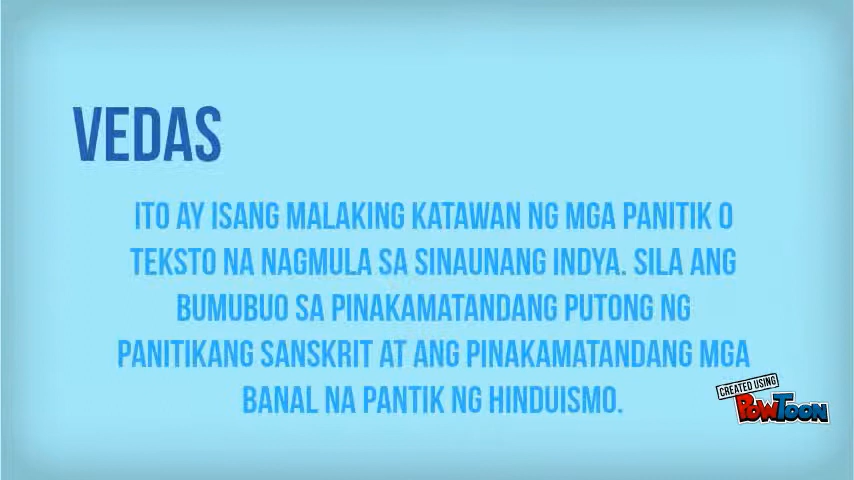 VEDAS
ITO AY ISANG MALAKING KATAWAN NG MGA PANITIK O
TEKSTO NA NAGMULA SA SINAUNANG INDYA. SILA ANG
BUMUBUO SA PINAKAMATANDANG PUTONG NG
PANITIKANG SANSKRIT AT ANG PINAKAMATANDANG MGA
BANAL NA PANTIK NG HINDUISMO.
CREATED USING
POWTOON